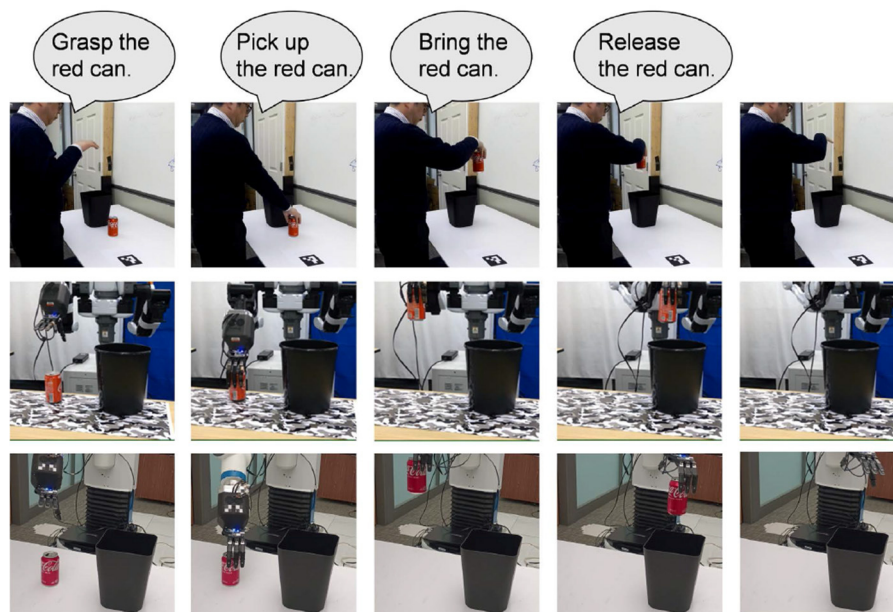 Grasp the
red can.
Pick up
the red can.
Bring the
red can.
Release
the red can.